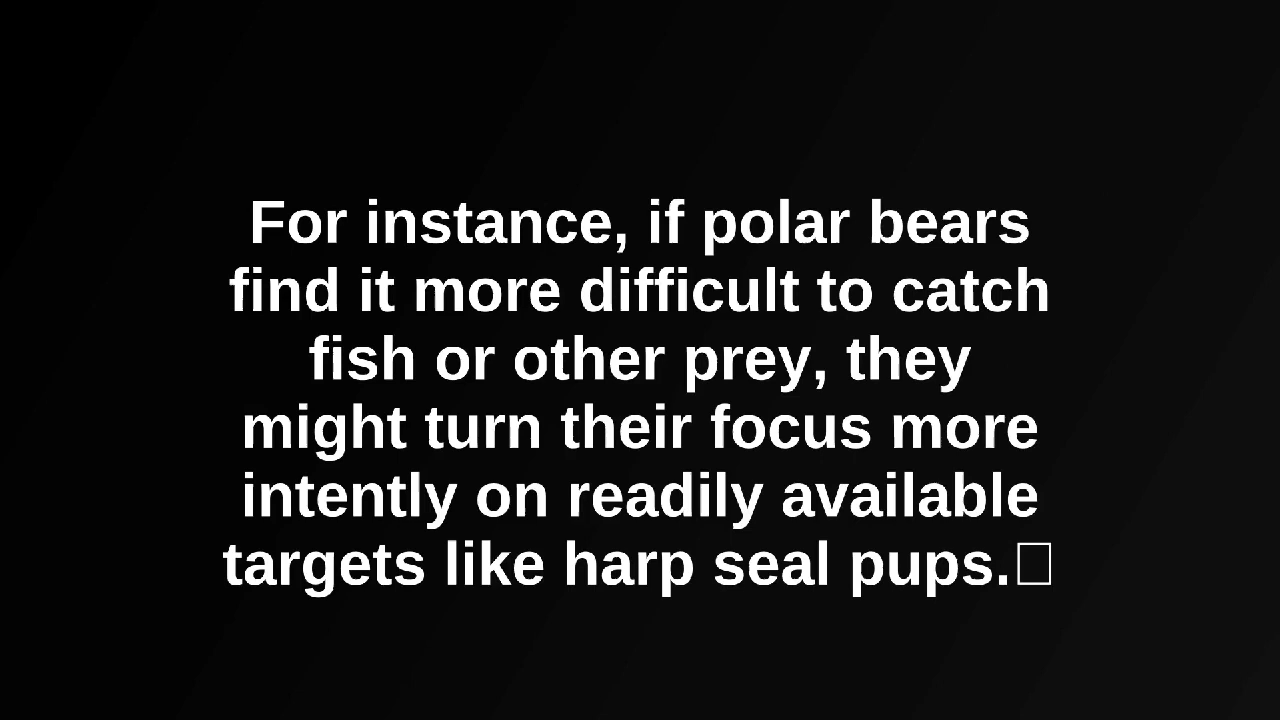 For instance, if polar bears
find it more difficult to catch
fish or other prey, they
might turn their focus more
intently on readily available
targets like harp seal pups.